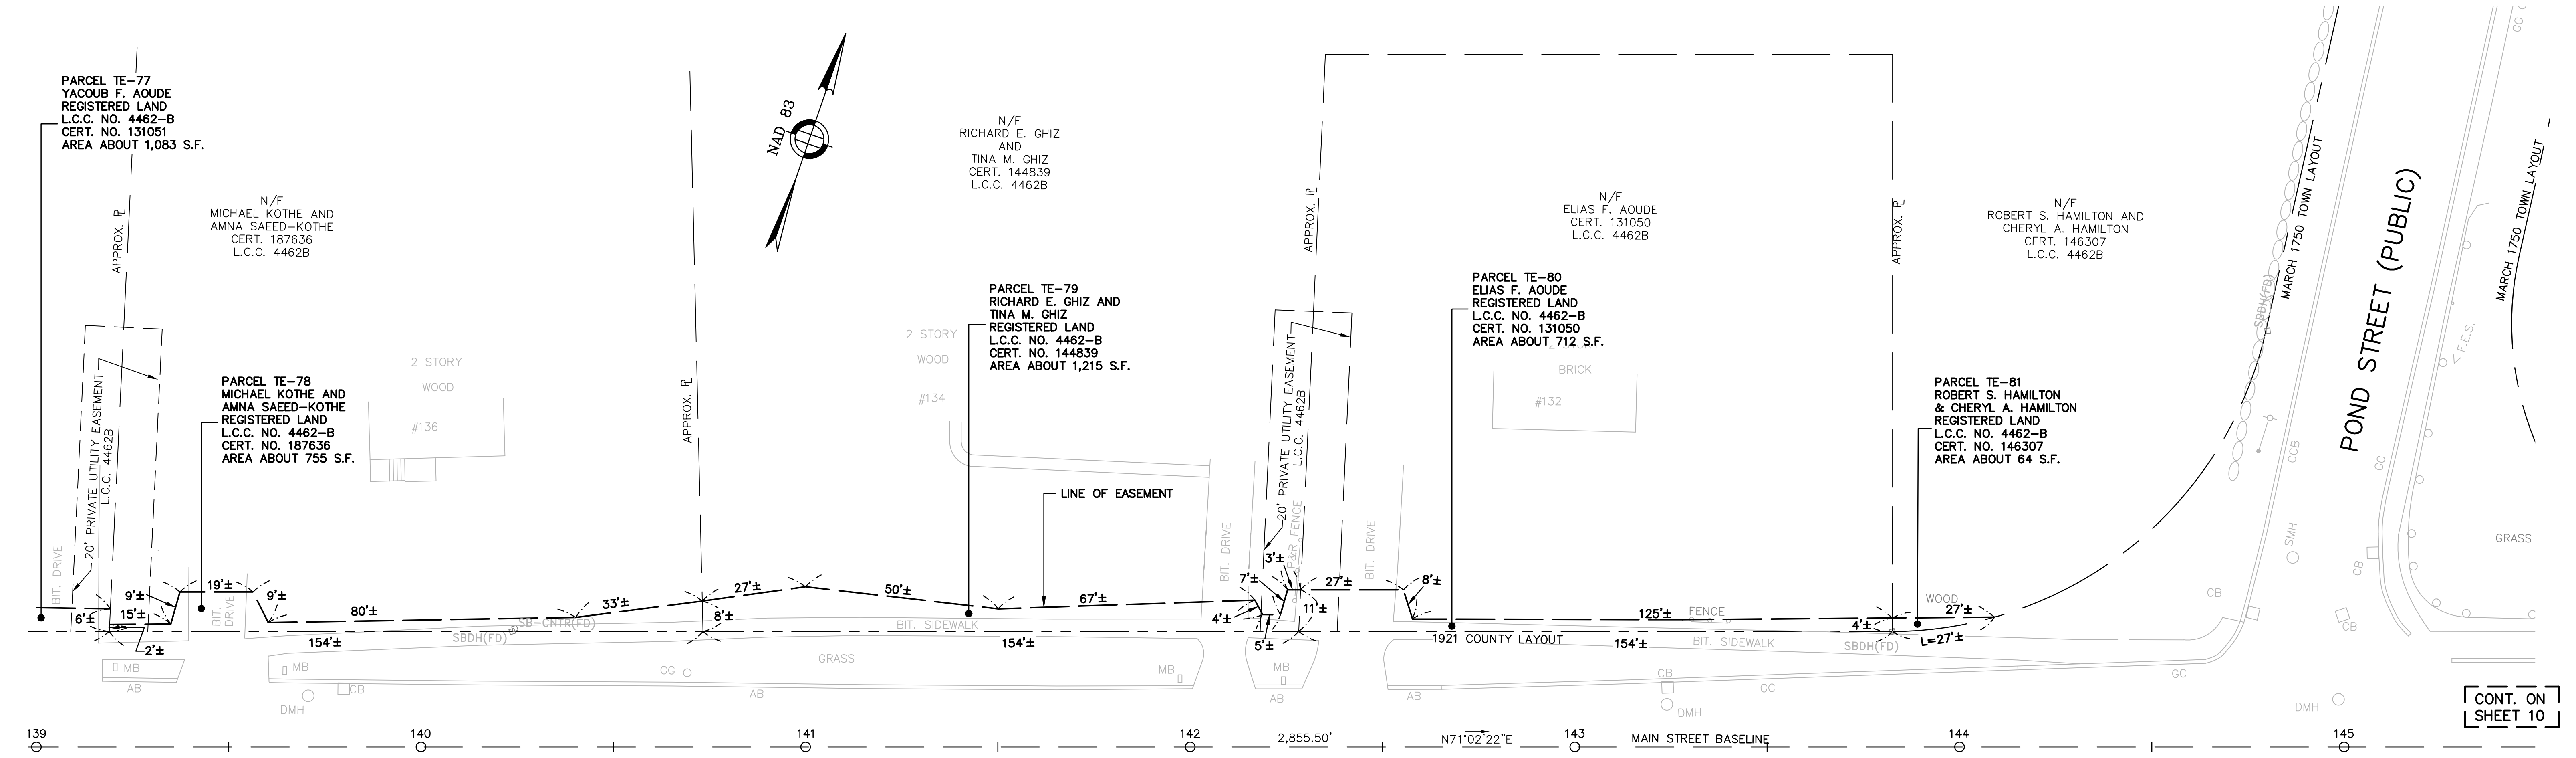 PARCEL TE-77
YACOUB F. AOUDE
REGISTERED LAND
L.C.C. NO. 4462-B
CERT. NO. 131051
AREA ABOUT 1,083 S.F.
APPROX. ℄
N/F
MICHAEL KOTHE AND
AMNA SAEED-KOTHE
CERT. 187636
L.C.C. 4462B
20' PRIVATE UTILITY EASEMENT
L.C.C. 4462B
PARCEL TE-78
MICHAEL KOTHE AND
AMNA SAEED-KOTHE
REGISTERED LAND
L.C.C. NO. 4462-B
CERT. NO. 187636
AREA ABOUT 755 S.F.
2 STORY
WOOD
#136
APPROX. ℄
NAD 83
N/F
RICHARD E. GHIZ
AND
TINA M. GHIZ
CERT. 144839
L.C.C. 4462B
2 STORY
WOOD
#134
PARCEL TE-79
RICHARD E. GHIZ AND
TINA M. GHIZ
REGISTERED LAND
L.C.C. NO. 4462-B
CERT. NO. 144839
AREA ABOUT 1,215 S.F.
LINE OF EASEMENT
APPROX. ℄
20' PRIVATE UTILITY EASEMENT
L.C.C. 4462B
P&R FENCE
N/F
ELIAS F. AOUDE
CERT. 131050
L.C.C. 4462B
PARCEL TE-80
ELIAS F. AOUDE
REGISTERED LAND
L.C.C. NO. 4462-B
CERT. NO. 131050
AREA ABOUT 712 S.F.
BRICK
#132
APPROX. ℄
N/F
ROBERT S. HAMILTON AND
CHERYL A. HAMILTON
CERT. 146307
L.C.C. 4462B
PARCEL TE-81
ROBERT S. HAMILTON
& CHERYL A. HAMILTON
REGISTERED LAND
L.C.C. NO. 4462-B
CERT. NO. 146307
AREA ABOUT 64 S.F.
MARCH 1750 TOWN LAYOUT
SBDH(FD)
POND STREET (PUBLIC)
MARCH 1750 TOWN LAYOUT
GG
F.E.S.
CCB
GC
SMH
CB
CB
CB
GRASS
BIT. DRIVE
6'±
15'±
9'±
2'±
19'±
BIT.
DRIVE
9'±
80'±
154'±
SBDH(FD)
SB-CNTR(FD)
33'±
27'±
8'±
50'±
67'±
BIT. SIDEWALK
154'±
BIT. DRIVE
4'±
7'±
3'±
5'±
11'±
27'±
BIT. DRIVE
8'±
125'±
FENCE
1921 COUNTY LAYOUT
154'±
BIT. SIDEWALK
4'±
WOOD
27'±
SBDH(FD)
L=27'±
MB
AB
MB
CB
DMH
GRASS
GG
AB
MB
MB
AB
AB
CB
DMH
GC
GC
DMH
CONT. ON
SHEET 10
139
140
141
142
2,855.50'
N71°02'22"E
143
MAIN STREET BASELINE
144
145